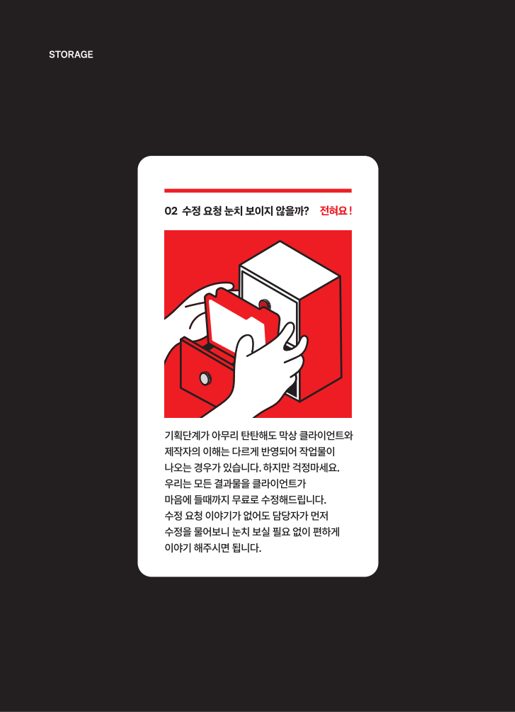 STORAGE
02 수정 요청 눈치 보이지 않을까? 전혀요!
기획단계가 아무리 탄탄해도 막상 클라이언트와
제작자의 이해는 다르게 반영되어 작업물이
나오는 경우가 있습니다. 하지만 걱정마세요.
우리는 모든 결과물을 클라이언트가
마음에 들때까지 무료로 수정해드립니다.
수정 요청 이야기가 없어도 담당자가 먼저
수정을 물어보니 눈치 보실 필요 없이 편하게
이야기 해주시면 됩니다.